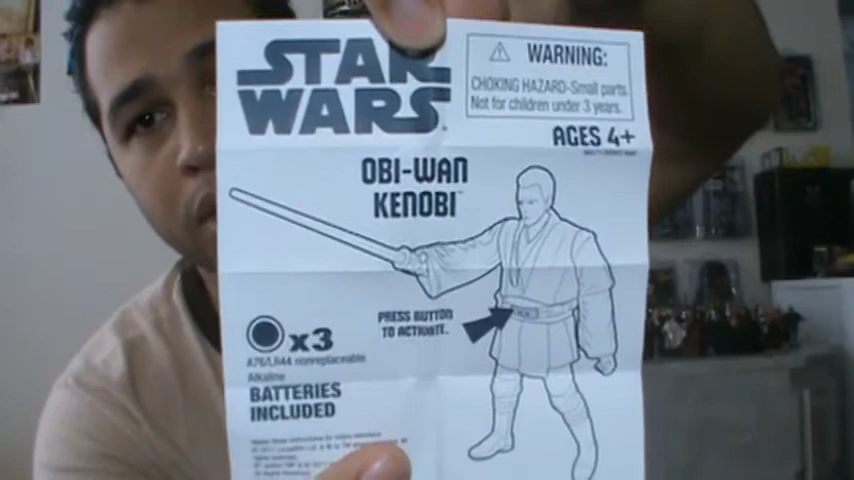 STAR
WARS
WARNING:
CHOKING HAZARD-Small parts.
Not for children under 3 years.
AGES 4+
OBI-WAN
KENOBI™
PRESS BUTTON
TO ACTIVATE.
x3
A76/LR44 nonreplaceable
Alkaline
BATTERIES
INCLUDED